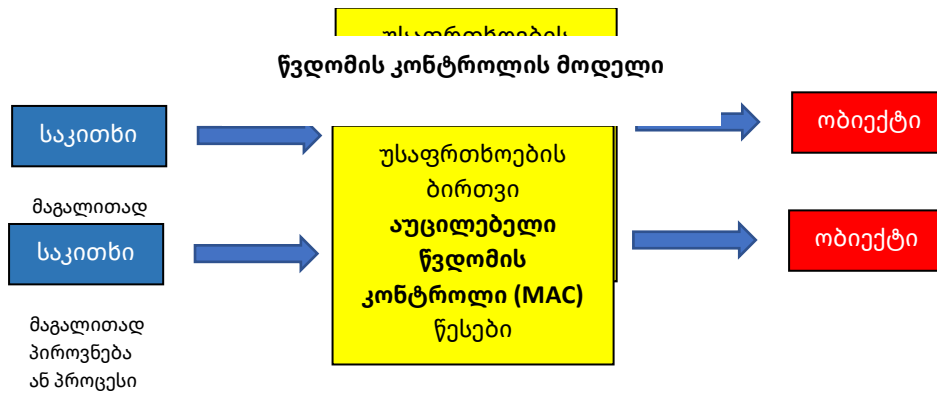 უსაფრთხოების
წვდომის კონტროლის მოდელი
საკითხი
ობიექტი
უსაფრთხოების
ბირთვი
აუცილებელი
წვდომის
კონტროლი (MAC)
წესები
მაგალითად
საკითხი
ობიექტი
მაგალითად
პიროვნება
ან პროცესი